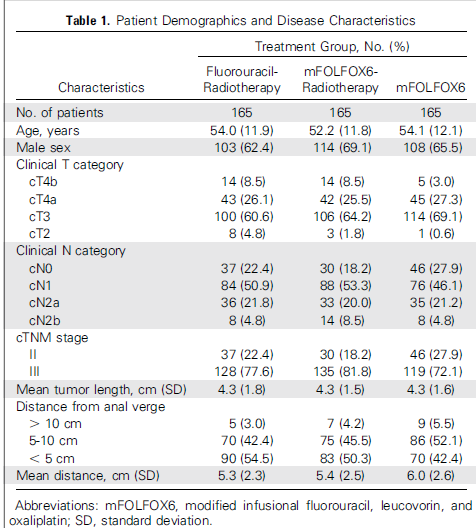 Table 1. Patient Demographics and Disease Characteristics
Treatment Group, No. (%)
Characteristics Fluorouracil-Radiotherapy mFOLFOX6-Radiotherapy mFOLFOX6
No. of patients 165 165 165
Age, years 54.0 (11.9) 52.2 (11.8) 54.1 (12.1)
Male sex 103 (62.4) 114 (69.1) 108 (65.5)
Clinical T category
cT4b 14 (8.5) 14 (8.5) 5 (3.0)
cT4a 43 (26.1) 42 (25.5) 45 (27.3)
cT3 100 (60.6) 106 (64.2) 114 (69.1)
cT2 8 (4.8) 3 (1.8) 1 (0.6)
Clinical N category
cN0 37 (22.4) 30 (18.2) 46 (27.9)
cN1 84 (50.9) 88 (53.3) 76 (46.1)
cN2a 36 (21.8) 33 (20.0) 35 (21.2)
cN2b 8 (4.8) 14 (8.5) 8 (4.8)
cTNM stage
II 37 (22.4) 30 (18.2) 46 (27.9)
III 128 (77.6) 135 (81.8) 119 (72.1)
Mean tumor length, cm (SD) 4.3 (1.8) 4.3 (1.5) 4.3 (1.6)
Distance from anal verge
> 10 cm 5 (3.0) 7 (4.2) 9 (5.5)
5-10 cm 70 (42.4) 75 (45.5) 86 (52.1)
< 5 cm 90 (54.5) 83 (50.3) 70 (42.4)
Mean distance, cm (SD) 5.3 (2.3) 5.4 (2.5) 6.0 (2.6)
Abbreviations: mFOLFOX6, modified infusional fluorouracil, leucovorin, and
oxaliplatin; SD, standard deviation.